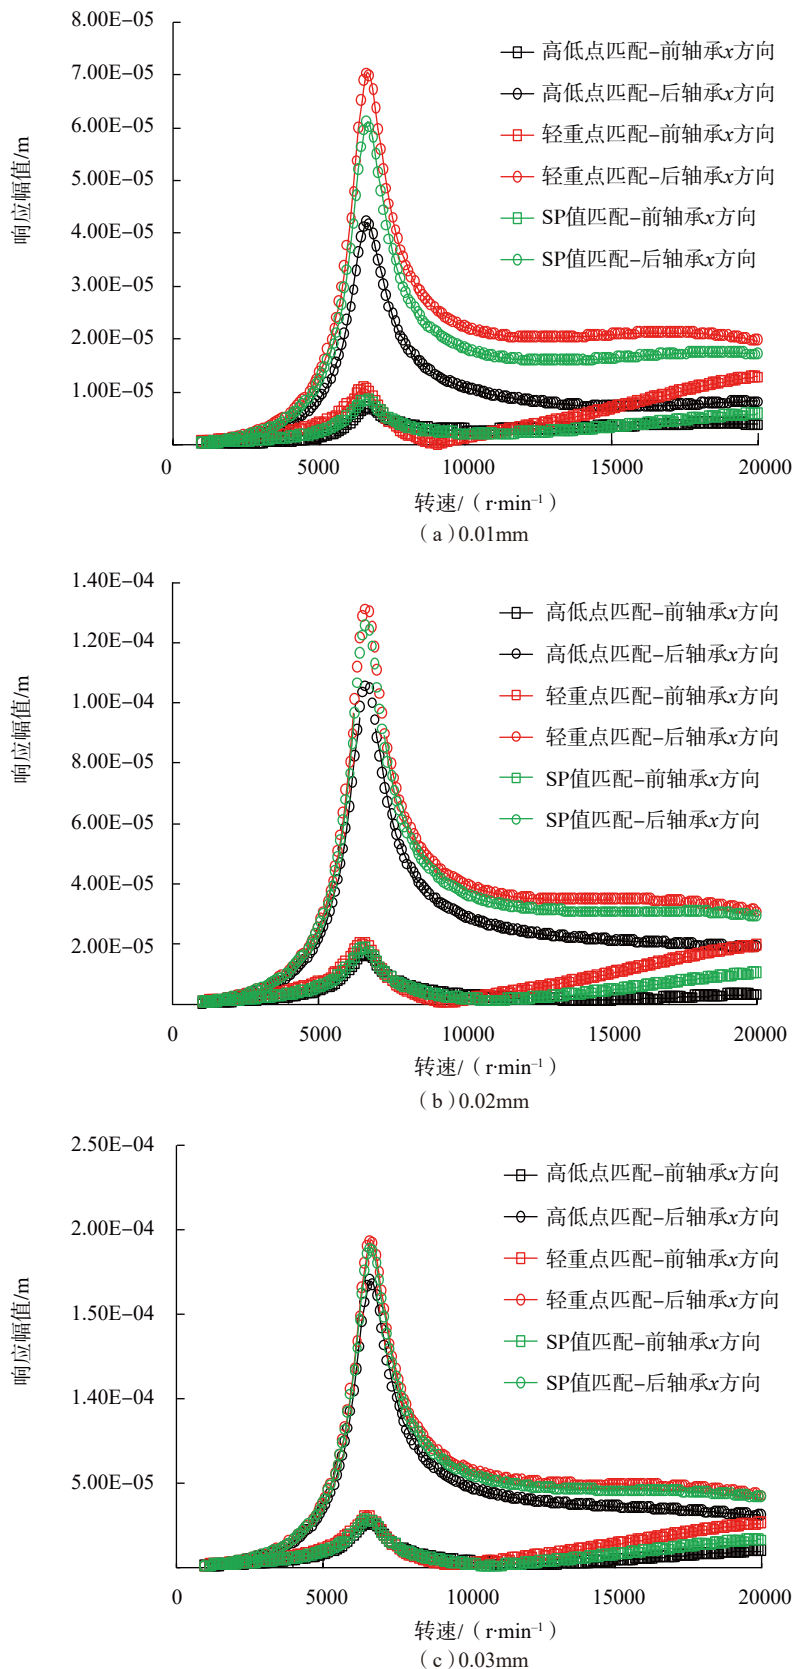 8.00E–05
7.00E–05
6.00E–05
5.00E–05
4.00E–05
3.00E–05
2.00E–05
1.00E–05
响应幅值/m
高低点匹配–前轴承x方向
高低点匹配–后轴承x方向
轻重点匹配–前轴承x方向
轻重点匹配–后轴承x方向
SP值匹配–前轴承x方向
SP值匹配–后轴承x方向
0 5000 10000 15000 20000
转速/（r·min⁻¹）
（a）0.01mm
1.40E–04
1.20E–04
1.00E–04
8.00E–05
6.00E–05
4.00E–05
2.00E–05
响应幅值/m
高低点匹配–前轴承x方向
高低点匹配–后轴承x方向
轻重点匹配–前轴承x方向
轻重点匹配–后轴承x方向
SP值匹配–前轴承x方向
SP值匹配–后轴承x方向
0 5000 10000 15000 20000
转速/（r·min⁻¹）
（b）0.02mm
2.50E–04
2.00E–04
1.50E–04
1.40E–04
5.00E–05
响应幅值/m
高低点匹配–前轴承x方向
高低点匹配–后轴承x方向
轻重点匹配–前轴承x方向
轻重点匹配–后轴承x方向
SP值匹配–前轴承x方向
SP值匹配–后轴承x方向
0 5000 10000 15000 20000
转速/（r·min⁻¹）
（c）0.03mm